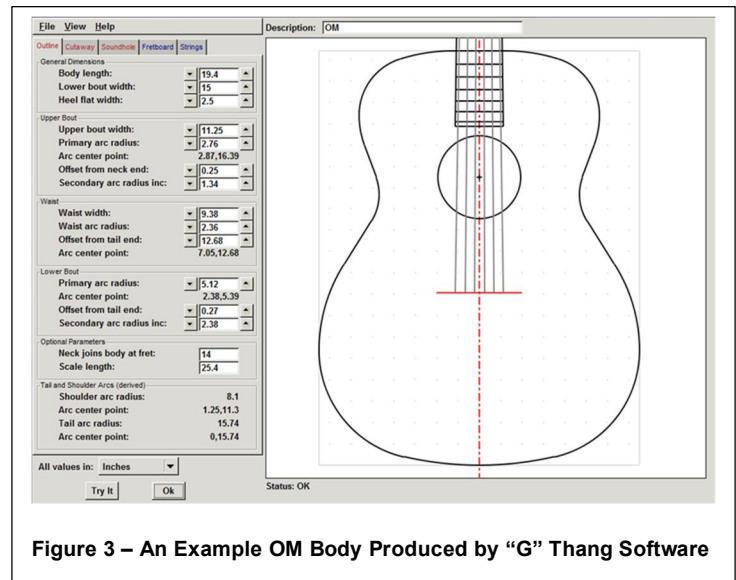 File View Help
Description: OM
Outline Cutaway Soundhole Fretboard Strings
General Dimensions
Body length: 19.4
Lower bout width: 15
Heel flat width: 2.5
Upper Bout
Upper bout width: 11.25
Primary arc radius: 2.76
Arc center point: 2.87,16.39
Offset from neck end: 0.25
Secondary arc radius inc: 1.34
Waist
Waist width: 9.38
Waist arc radius: 2.36
Offset from tail end: 12.68
Arc center point: 7.05,12.68
Lower Bout
Primary arc radius: 5.12
Arc center point: 2.38,5.39
Offset from tail end: 0.27
Secondary arc radius inc: 2.38
Optional Parameters
Neck joins body at fret: 14
Scale length: 25.4
Tail and Shoulder Arcs (derived)
Shoulder arc radius: 8.1
Arc center point: 1.25,11.3
Tail arc radius: 15.74
Arc center point: 0,15.74
All values in: Inches
Try It Ok
Status: OK
Figure 3 – An Example OM Body Produced by “G” Thang Software